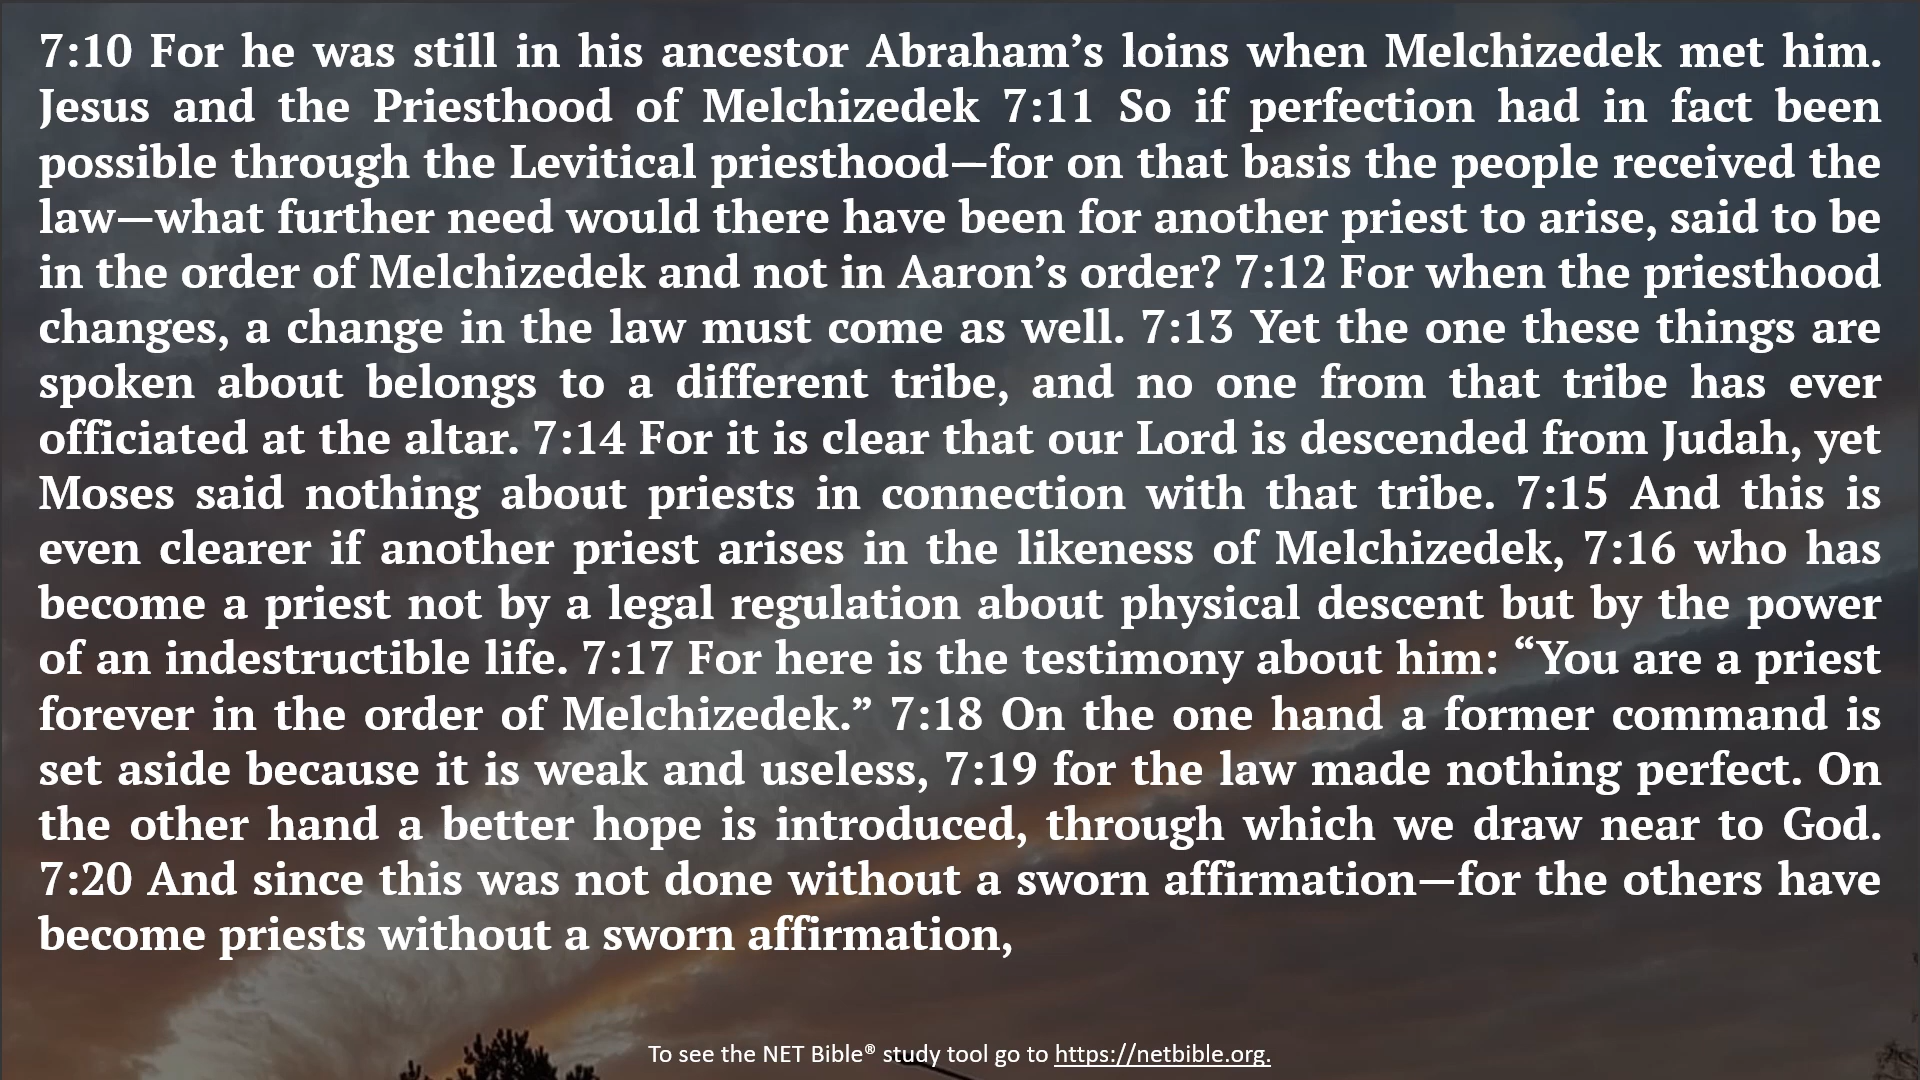 7:10 For he was still in his ancestor Abraham’s loins when Melchizedek met him.
Jesus and the Priesthood of Melchizedek 7:11 So if perfection had in fact been
possible through the Levitical priesthood—for on that basis the people received the
law—what further need would there have been for another priest to arise, said to be
in the order of Melchizedek and not in Aaron’s order? 7:12 For when the priesthood
changes, a change in the law must come as well. 7:13 Yet the one these things are
spoken about belongs to a different tribe, and no one from that tribe has ever
officiated at the altar. 7:14 For it is clear that our Lord is descended from Judah, yet
Moses said nothing about priests in connection with that tribe. 7:15 And this is
even clearer if another priest arises in the likeness of Melchizedek, 7:16 who has
become a priest not by a legal regulation about physical descent but by the power
of an indestructible life. 7:17 For here is the testimony about him: “You are a priest
forever in the order of Melchizedek.” 7:18 On the one hand a former command is
set aside because it is weak and useless, 7:19 for the law made nothing perfect. On
the other hand a better hope is introduced, through which we draw near to God.
7:20 And since this was not done without a sworn affirmation—for the others have
become priests without a sworn affirmation,
To see the NET Bible® study tool go to https://netbible.org.